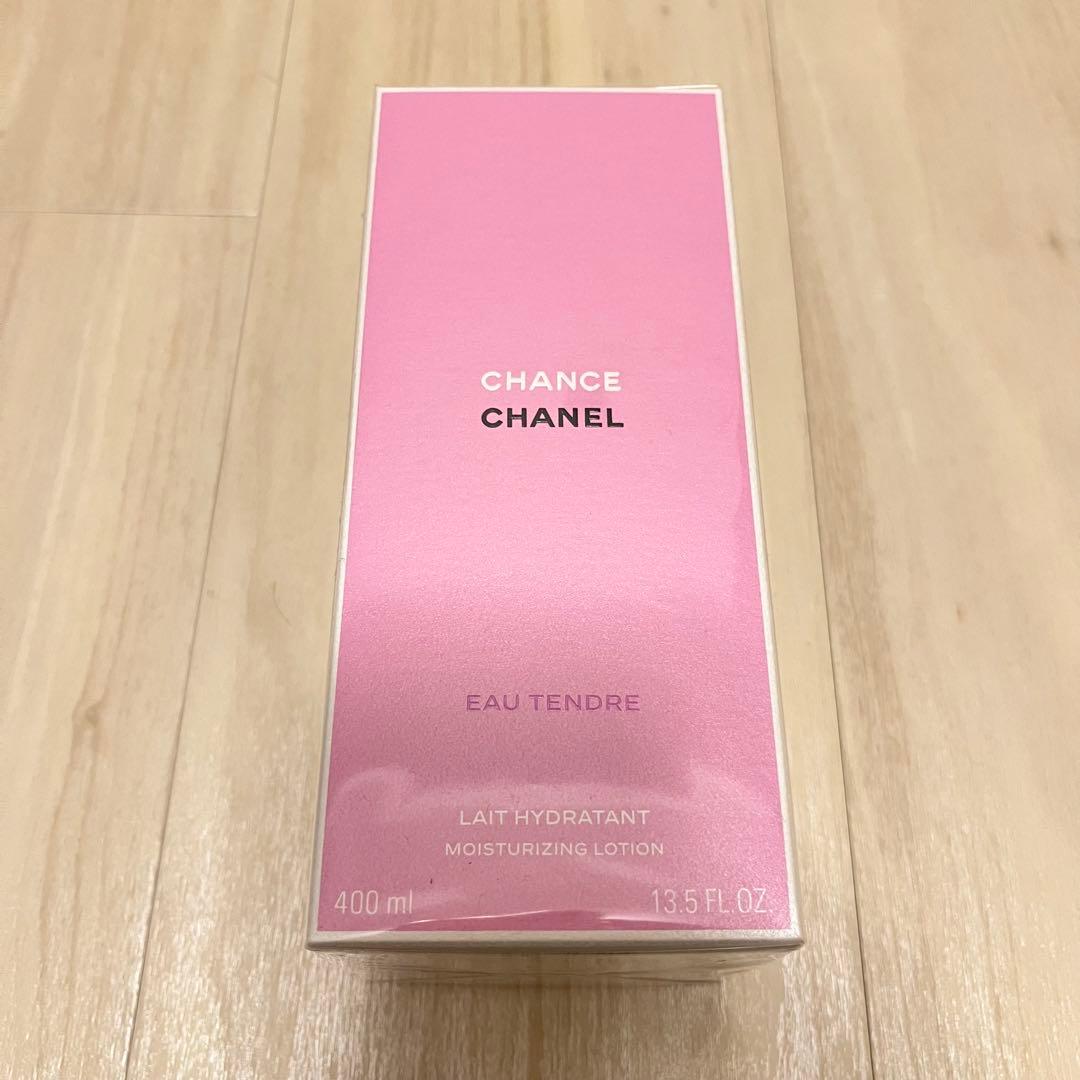 CHANCE
CHANEL
EAU TENDRE
LAIT HYDRATANT
MOISTURIZING LOTION
400 ml 13.5 FL.OZ.